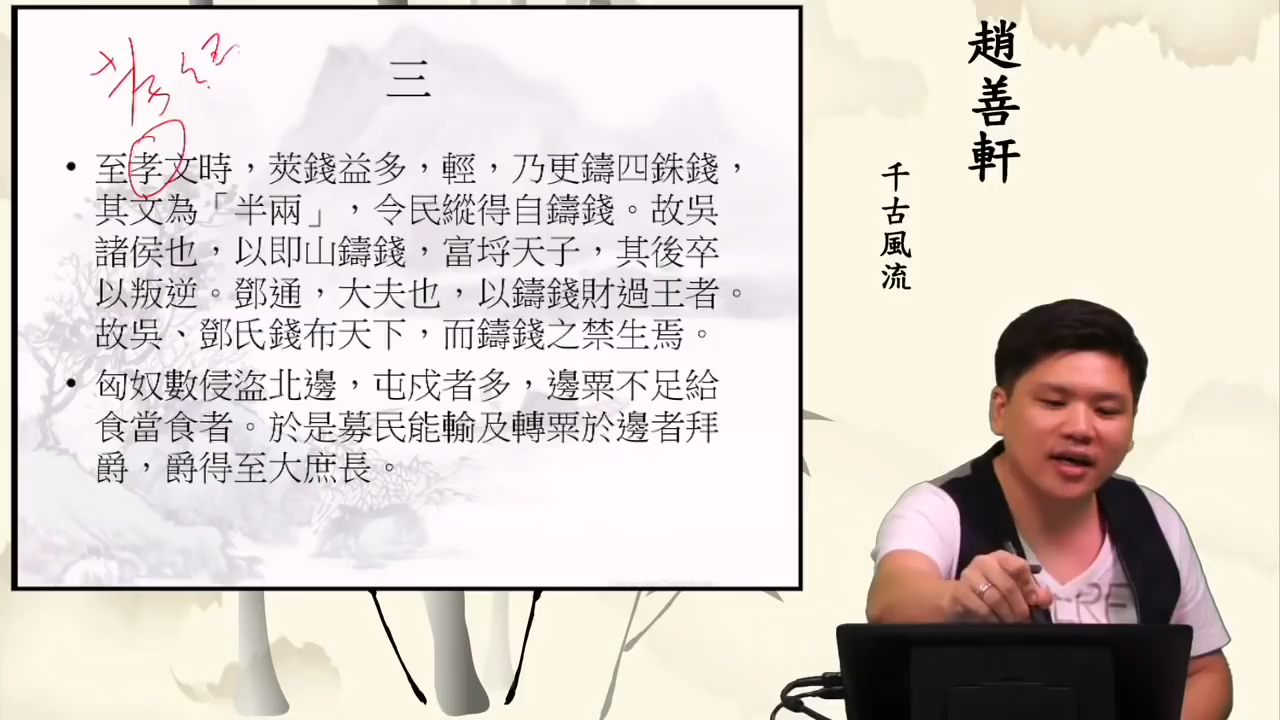 孝經
三
• 至孝文時，莢錢益多，輕，乃更鑄四銖錢，
其文為「半兩」，令民縱得自鑄錢。故吳
諸侯也，以即山鑄錢，富埒天子，其後卒
以叛逆。鄧通，大夫也，以鑄錢財過王者。
故吳、鄧氏錢布天下，而鑄錢之禁生焉。
• 匈奴數侵盜北邊，屯戍者多，邊粟不足給
食當食者。於是募民能輸及轉粟於邊者拜
爵，爵得至大庶長。
趙善軒
千古風流